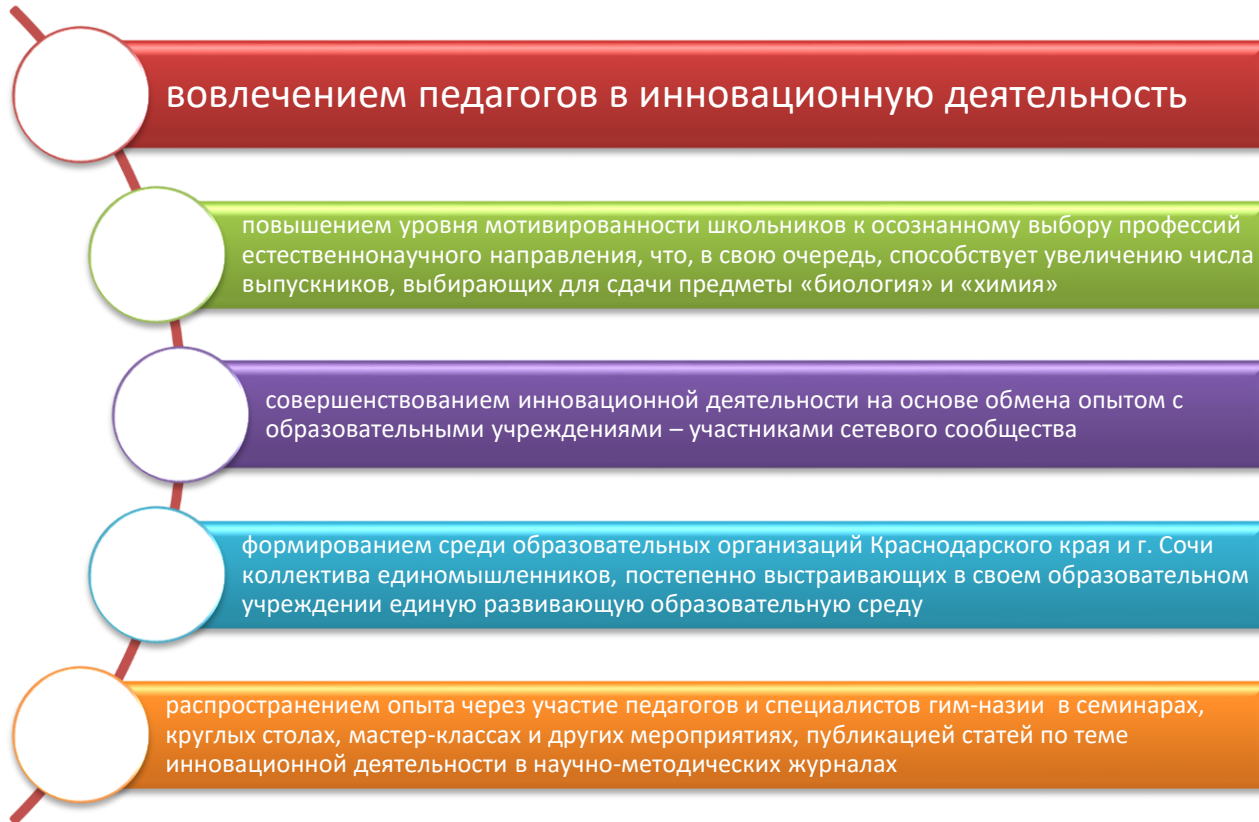 вовлечением педагогов в инновационную деятельность
повышением уровня мотивированности школьников к осознанному выбору профессий
естественнонаучного направления, что, в свою очередь, способствует увеличению числа
выпускников, выбирающих для сдачи предметы «биология» и «химия»
совершенствованием инновационной деятельности на основе обмена опытом с
образовательными учреждениями – участниками сетевого сообщества
формированием среди образовательных организаций Краснодарского края и г. Сочи
коллектива единомышленников, постепенно выстраивающих в своем образовательном
учреждении единую развивающую образовательную среду
распространением опыта через участие педагогов и специалистов гим-назии  в семинарах,
круглых столах, мастер-классах и других мероприятиях, публикацией статей по теме
инновационной деятельности в научно-методических журналах